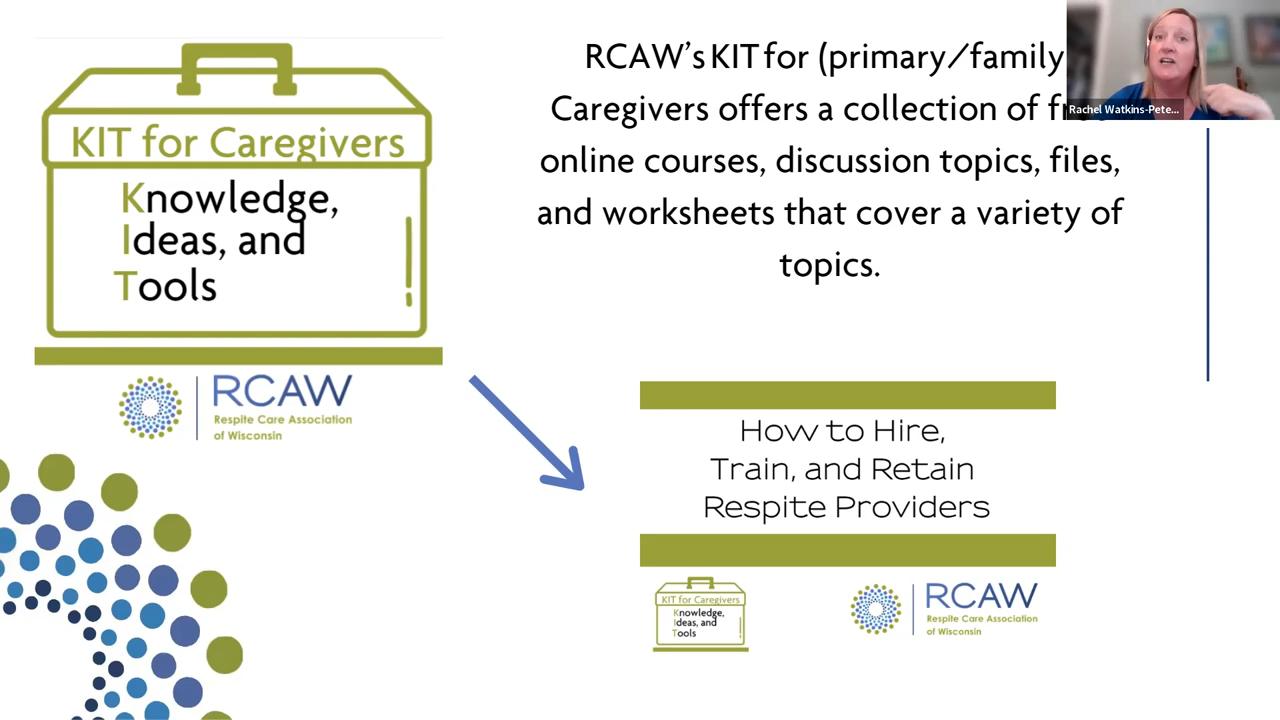 KIT for Caregivers
Knowledge,
Ideas, and
Tools
RCAW
Respite Care Association
of Wisconsin
RCAW's KIT for (primary/family
Caregivers offers a collection of
online courses, discussion topics, files,
and worksheets that cover a variety of
topics.
Rachel Watkins-Pete...
How to Hire,
Train, and Retain
Respite Providers
KIT for Caregivers
Knowledge,
Ideas, and
Tools
RCAW
Respite Care Association
of Wisconsin